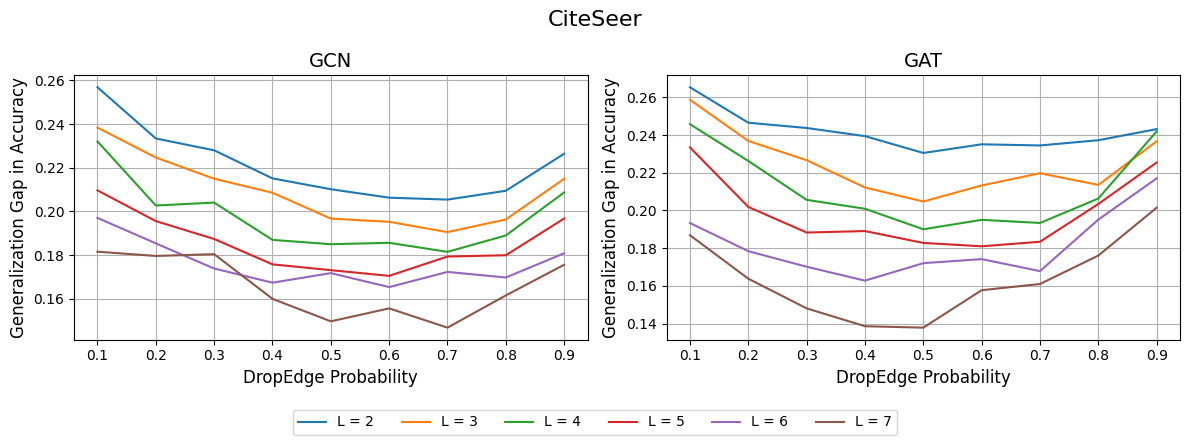 CiteSeer
GCN
Generalization Gap in Accuracy
0.26
0.24
0.22
0.20
0.18
0.16
0.1 0.2 0.3 0.4 0.5 0.6 0.7 0.8 0.9
DropEdge Probability
GAT
Generalization Gap in Accuracy
0.26
0.24
0.22
0.20
0.18
0.16
0.14
0.1 0.2 0.3 0.4 0.5 0.6 0.7 0.8 0.9
DropEdge Probability
L = 2 L = 3 L = 4 L = 5 L = 6 L = 7